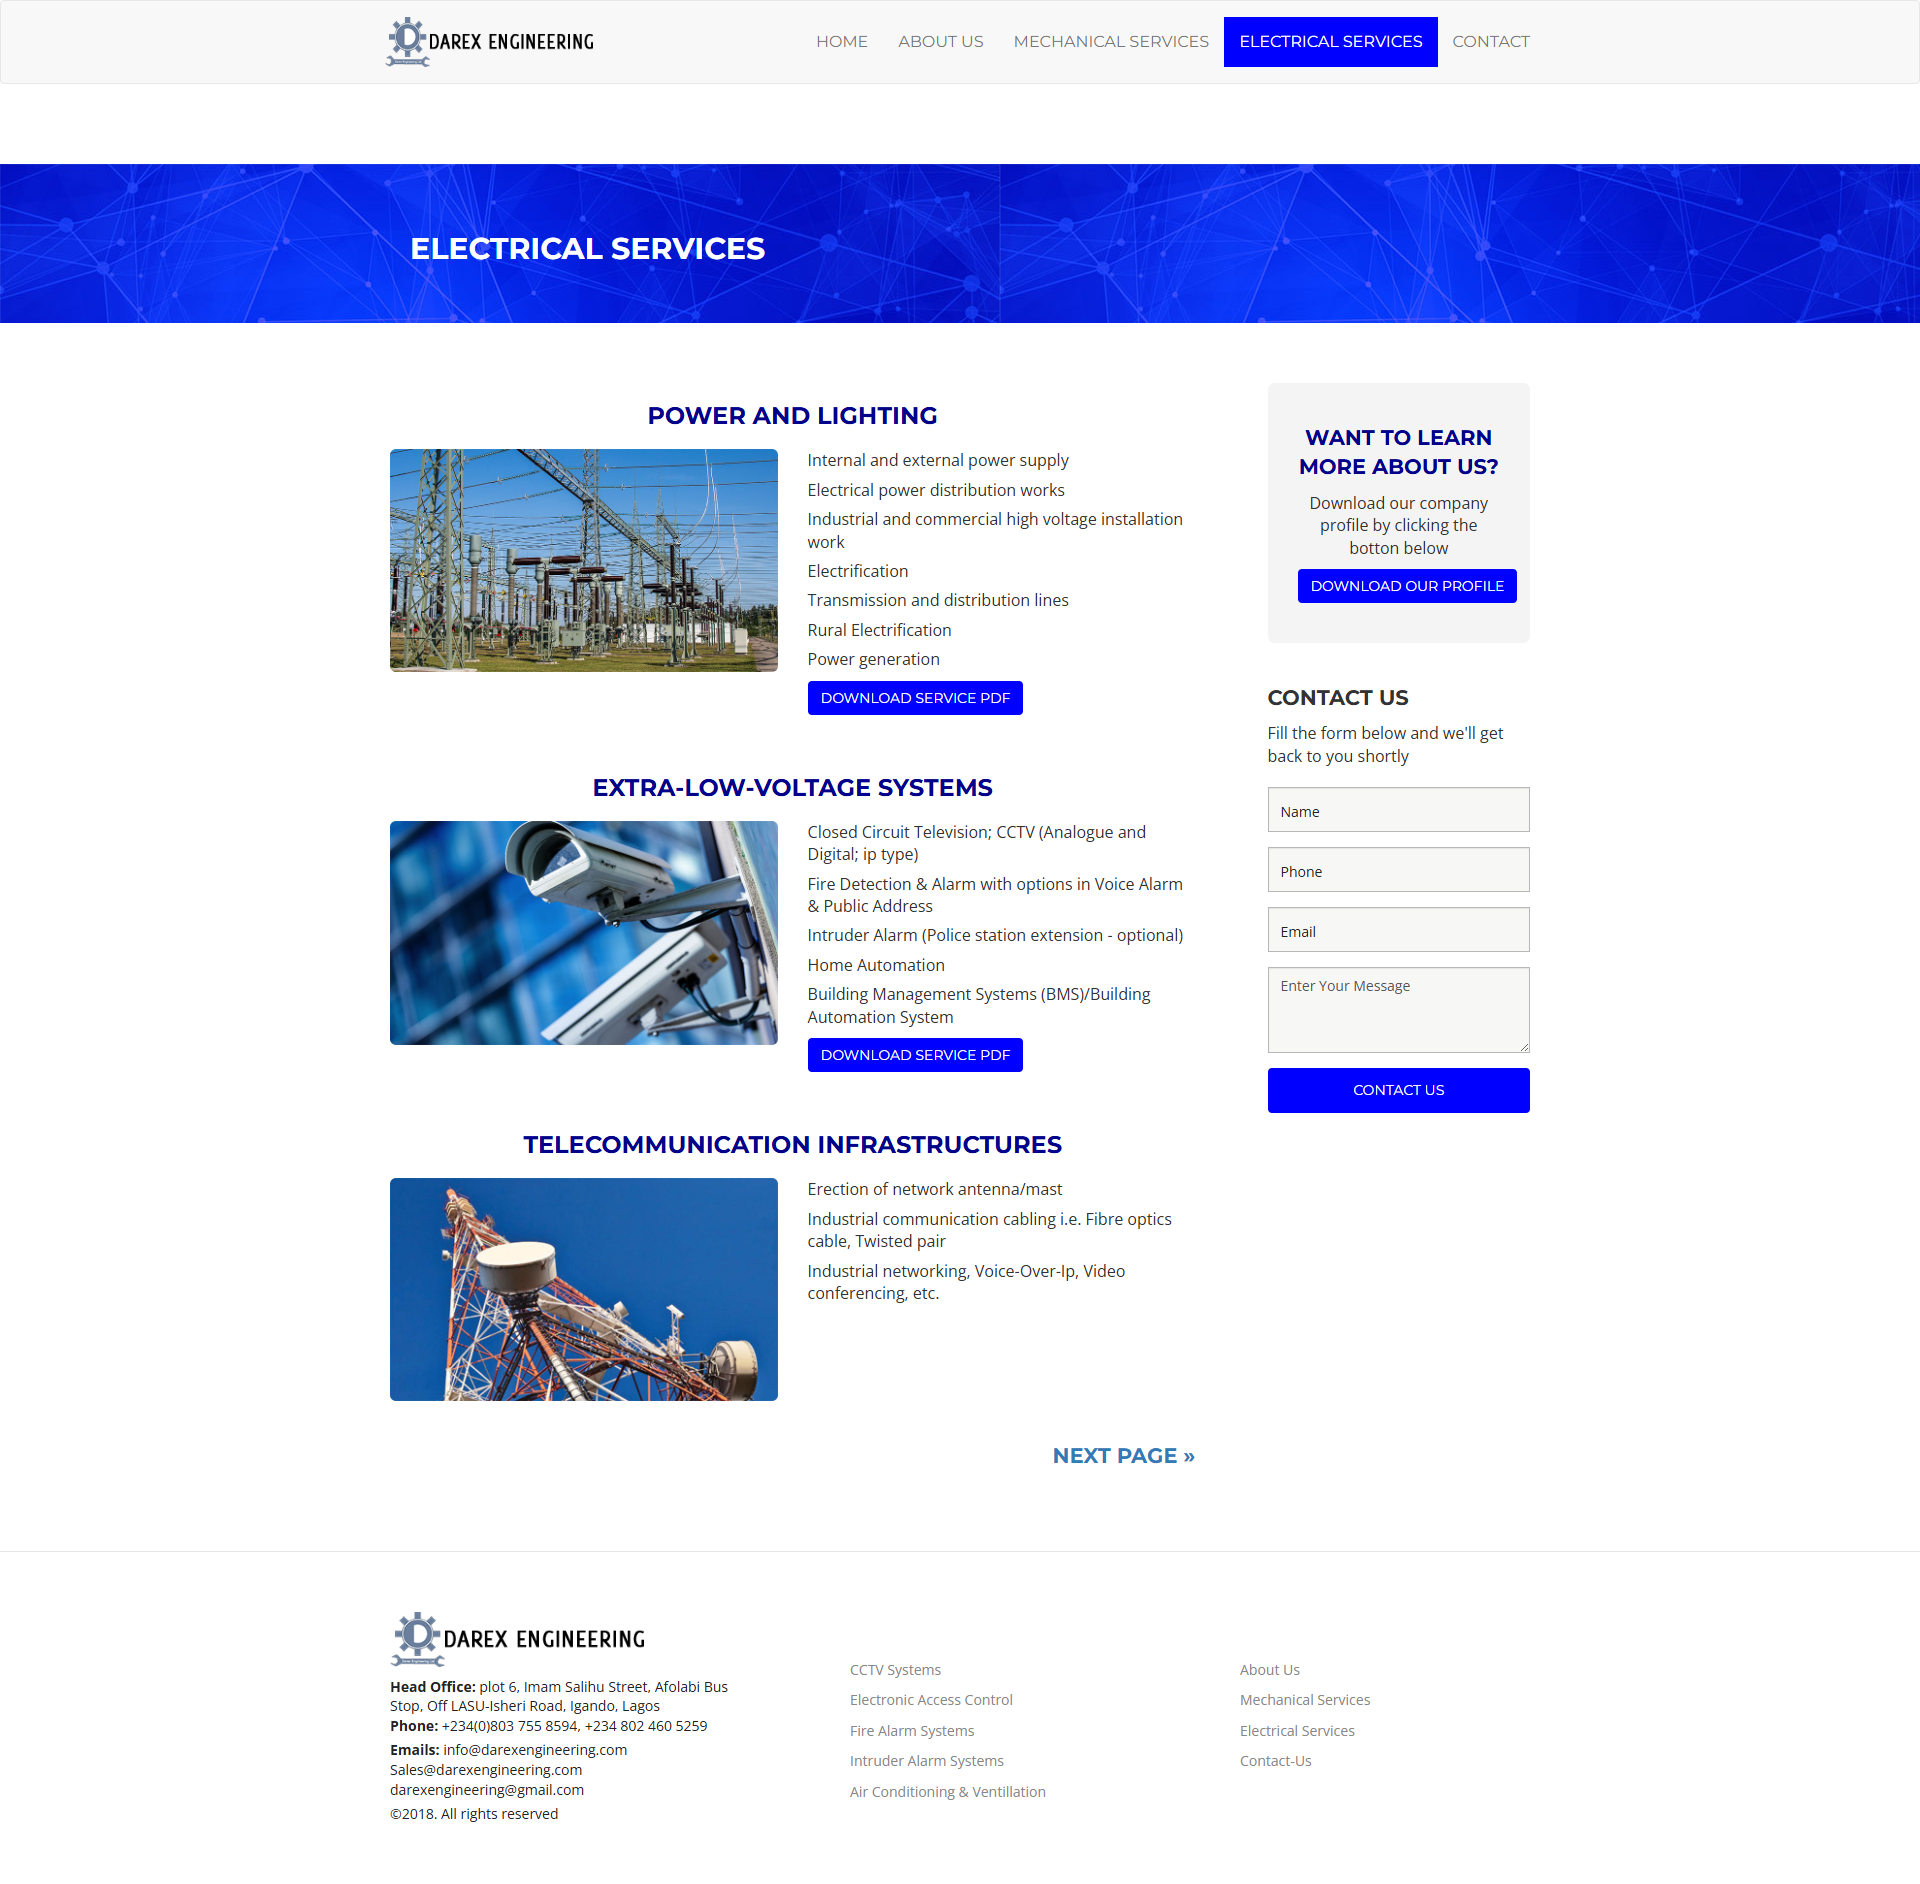 DAREX ENGINEERING
HOME
ABOUT US
MECHANICAL SERVICES
ELECTRICAL SERVICES
CONTACT
ELECTRICAL SERVICES
POWER AND LIGHTING
Internal and external power supply
Electrical power distribution works
Industrial and commercial high voltage installation
work
Electrification
Transmission and distribution lines
Rural Electrification
Power generation
DOWNLOAD SERVICE PDF
EXTRA-LOW-VOLTAGE SYSTEMS
Closed Circuit Television; CCTV (Analogue and
Digital; ip type)
Fire Detection & Alarm with options in Voice Alarm
& Public Address
Intruder Alarm (Police station extension - optional)
Home Automation
Building Management Systems (BMS)/Building
Automation System
DOWNLOAD SERVICE PDF
TELECOMMUNICATION INFRASTRUCTURES
Erection of network antenna/mast
Industrial communication cabling i.e. Fibre optics
cable, Twisted pair
Industrial networking, Voice-Over-Ip, Video
conferencing, etc.
NEXT PAGE »
WANT TO LEARN
MORE ABOUT US?
Download our company
profile by clicking the
botton below
DOWNLOAD OUR PROFILE
CONTACT US
Fill the form below and we'll get
back to you shortly
Name
Phone
Email
Enter Your Message
CONTACT US
DAREX ENGINEERING
Head Office: plot 6, Imam Salihu Street, Afolabi Bus
Stop, Off LASU-Isheri Road, Igando, Lagos
Phone: +234(0)803 755 8594, +234 802 460 5259
Emails: info@darexengineering.com
Sales@darexengineering.com
darexengineering@gmail.com
©2018. All rights reserved
CCTV Systems
Electronic Access Control
Fire Alarm Systems
Intruder Alarm Systems
Air Conditioning & Ventillation
About Us
Mechanical Services
Electrical Services
Contact-Us